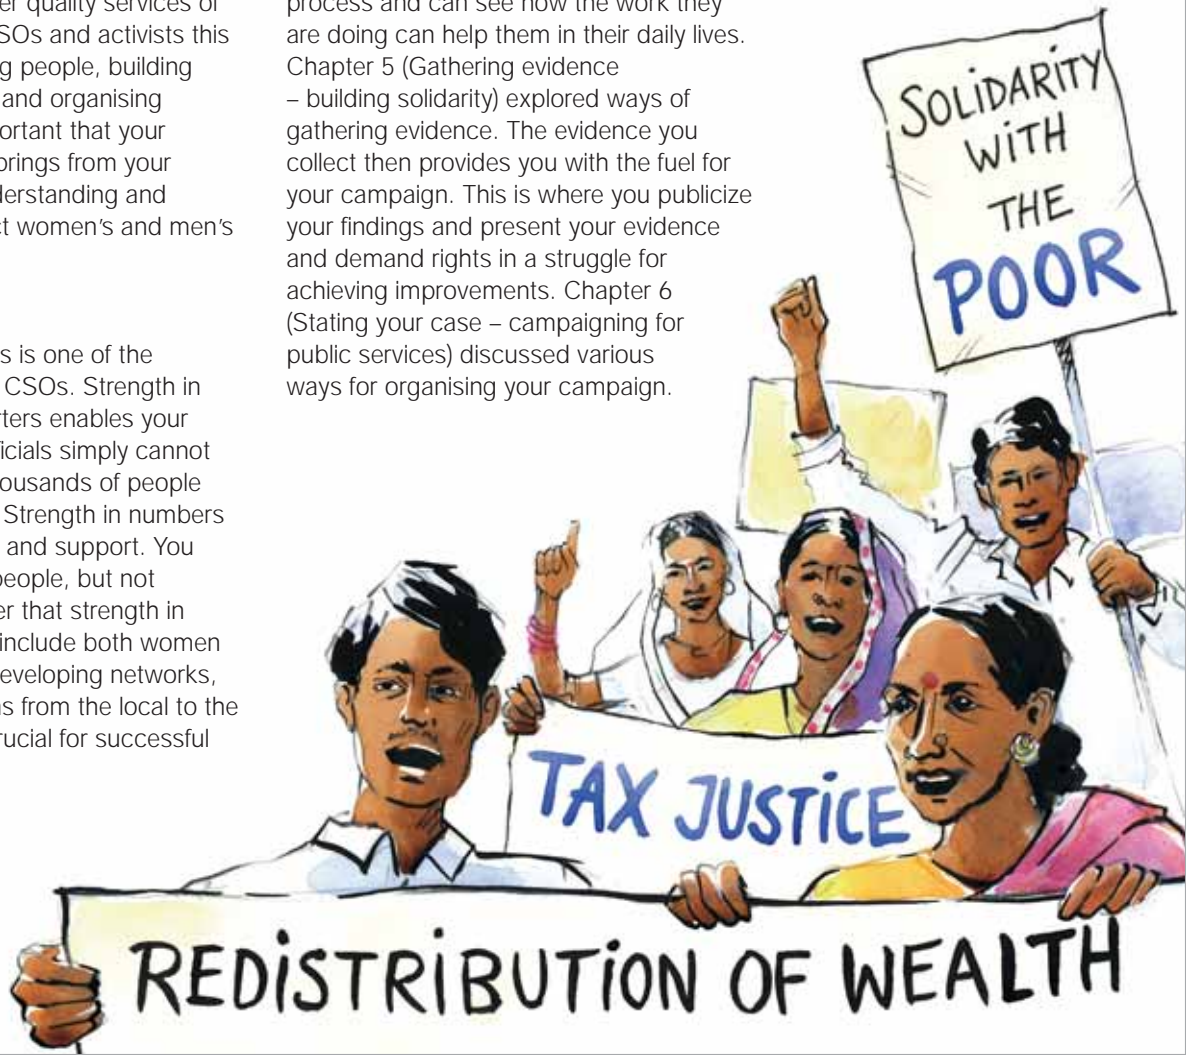 er quality services or
SOs and activists this
g people, building
and organising
portant that your
brings from your
derstanding and
ct women's and men's
s is one of the
CSOs. Strength in
rters enables your
ficials simply cannot
ousands of people
Strength in numbers
and support. You
people, but not
er that strength in
include both women
eveloping networks,
ns from the local to the
rucial for successful
process and can see how the work they
are doing can help them in their daily lives.
Chapter 5 (Gathering evidence
– building solidarity) explored ways of
gathering evidence. The evidence you
collect then provides you with the fuel for
your campaign. This is where you publicize
your findings and present your evidence
and demand rights in a struggle for
achieving improvements. Chapter 6
(Stating your case – campaigning for
public services) discussed various
ways for organising your campaign.
SOLIDARITY
WITH
THE
POOR
TAX JUSTICE
REDISTRIBUTION OF WEALTH